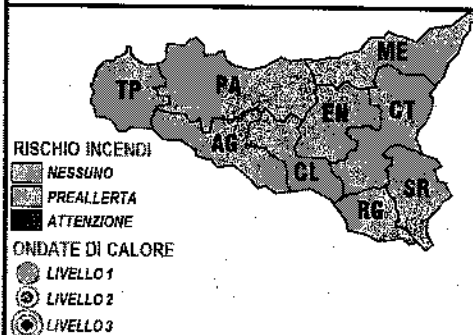 ME
TP
PA
EN
CT
AG
CL
SR
RG
RISCHIO INCENDI
NESSUNO
PREALLERTA
ATTENZIONE
ONDATE DI CALORE
LIVELLO 1
LIVELLO 2
LIVELLO 3